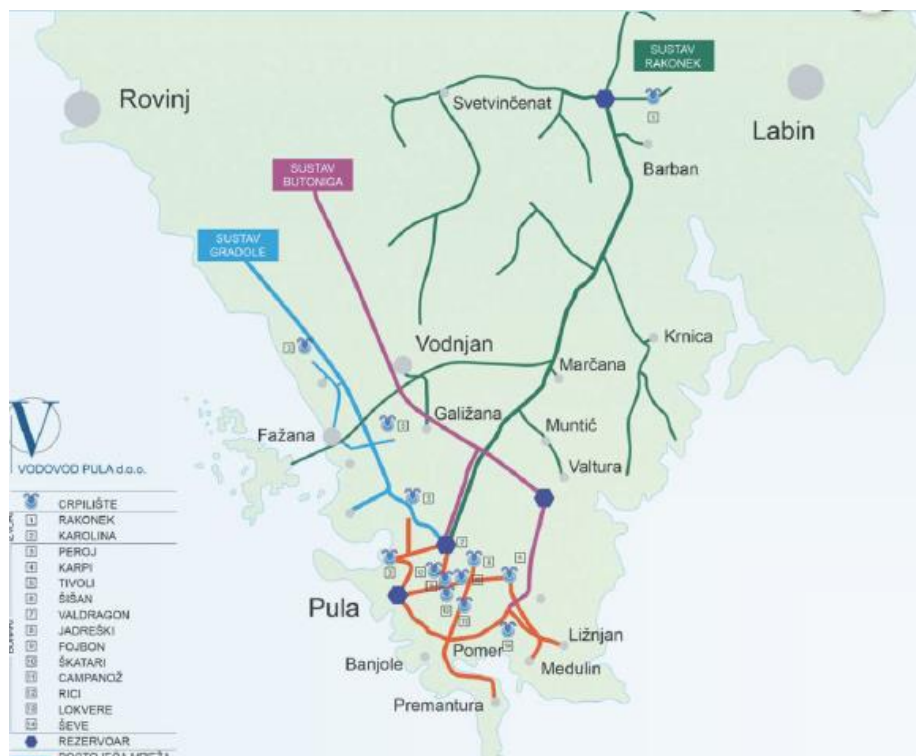 SUSTAV
RAKONEK
Rovinj
Svetvinčenat
Labin
Barban
SUSTAV
BUTONIGA
SUSTAV
GRADOLE
Krnica
Vodnjan
Marčana
Galižana
Muntić
Fažana
Valtura
V
VODOVOD PULA d.o.o.
CRPILIŠTE
1 RAKONEK
2 KAROLINA
3 PEROJ
4 KARPI
5 TIVOLI
6 ŠIŠAN
7 VALDRAGON
8 JADREŠKI
9 FOJBON
10 ŠKATARI
11 CAMPANOŽ
12 RICI
13 LOKVERE
14 ŠEVE
REZERVOAR
POSTOJEĆA MREŽA
Pula
Ližnjan
Pomer
Banjole
Medulin
Premantura